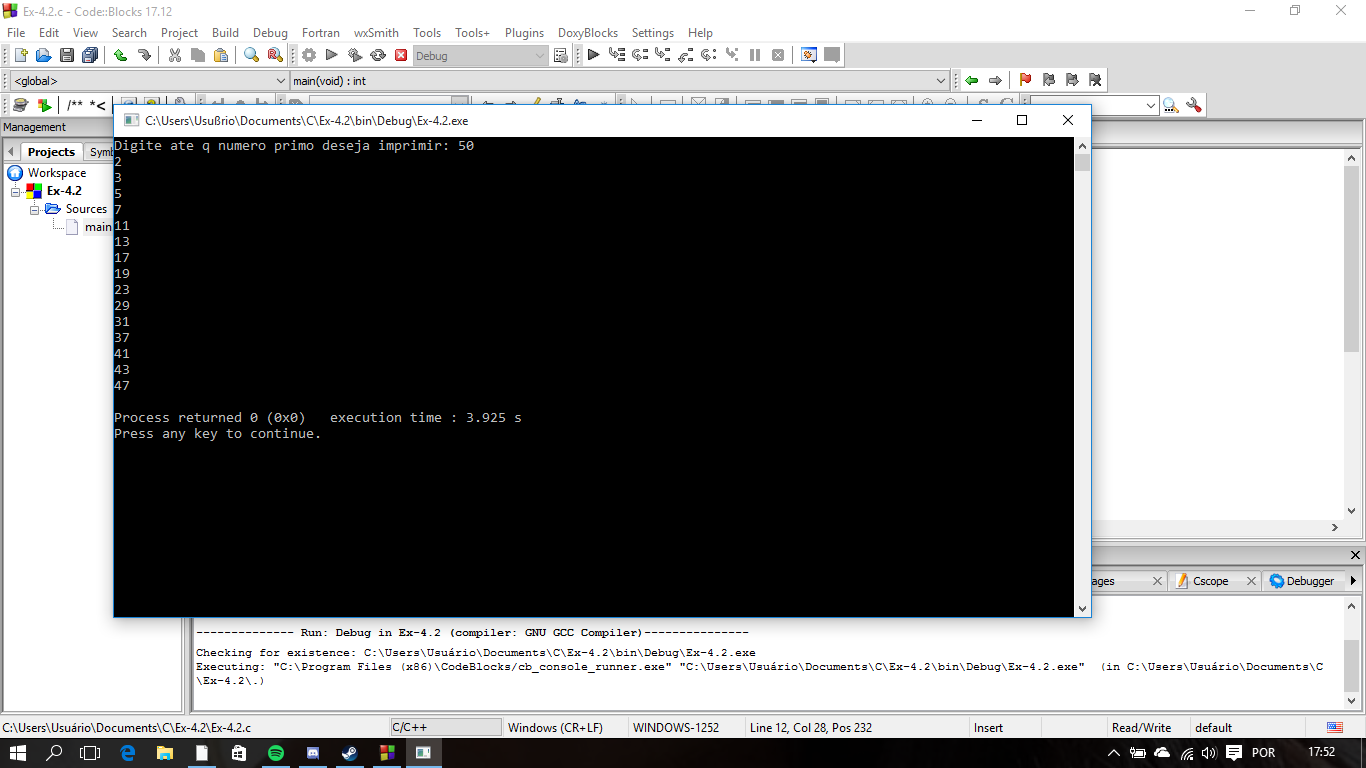 Ex-4.2.c - Code::Blocks 17.12
File Edit View Search Project Build Debug Fortran wxSmith Tools Tools+ Plugins DoxyBlocks Settings Help
Debug
<global> main(void) : int
/** *<
C:\Users\Usußrio\Documents\C\Ex-4.2\bin\Debug\Ex-4.2.exe
Management
Projects
Workspace
Ex-4.2
Sources
main
Digite ate q numero primo deseja imprimir: 50
2
3
5
7
11
13
17
19
23
29
31
37
41
43
47
Process returned 0 (0x0)   execution time : 3.925 s
Press any key to continue.
Cscope Debugger
-------------- Run: Debug in Ex-4.2 (compiler: GNU GCC Compiler)---------------
Checking for existence: C:\Users\Usuário\Documents\C\Ex-4.2\bin\Debug\Ex-4.2.exe
Executing: "C:\Program Files (x86)\CodeBlocks/cb_console_runner.exe" "C:\Users\Usuário\Documents\C\Ex-4.2\bin\Debug\Ex-4.2.exe"  (in C:\Users\Usuário\Documents\C
\Ex-4.2\.)
C:\Users\Usuário\Documents\C\Ex-4.2\Ex-4.2.c C/C++ Windows (CR+LF) WINDOWS-1252 Line 12, Col 28, Pos 232 Insert Read/Write default
POR 17:52